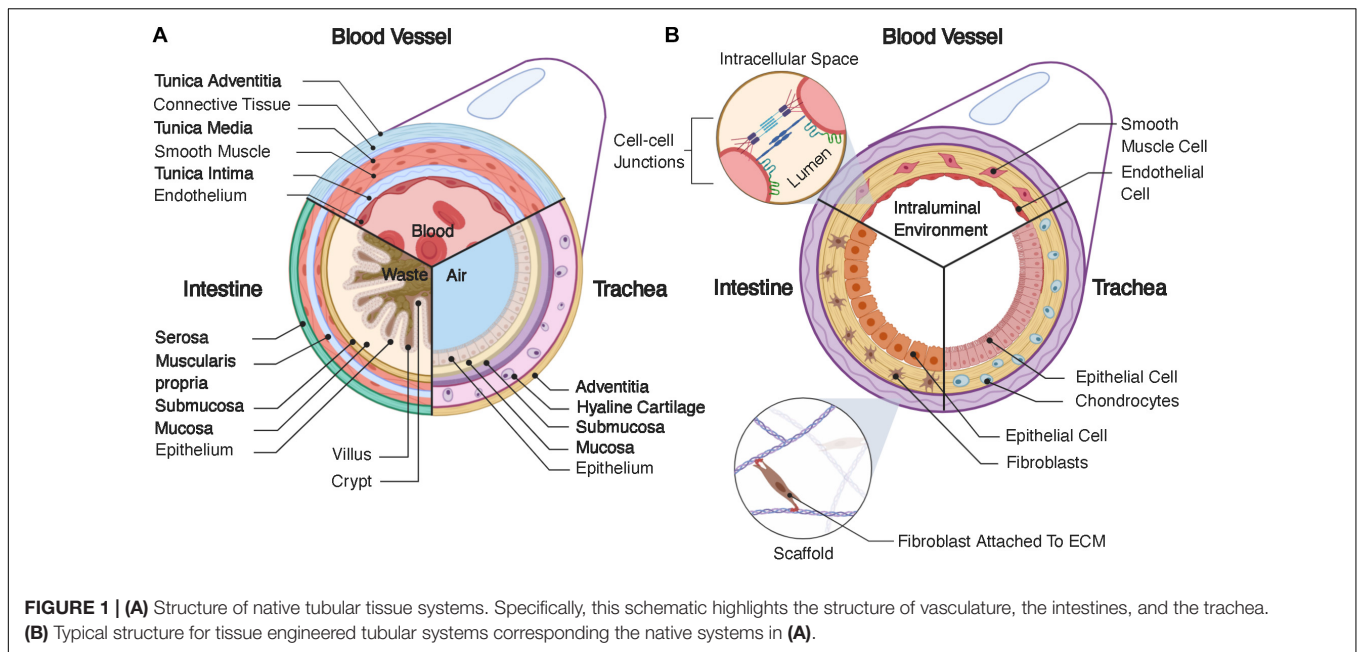 A
Blood Vessel
Tunica Adventitia
Connective Tissue
Tunica Media
Smooth Muscle
Tunica Intima
Endothelium
Blood
Waste
Air
Intestine
Trachea
Serosa
Muscularis
propria
Submucosa
Mucosa
Epithelium
Villus
Crypt
Adventitia
Hyaline Cartilage
Submucosa
Mucosa
Epithelium
B
Blood Vessel
Intracellular Space
Cell-cell
Junctions
Lumen
Smooth
Muscle Cell
Endothelial
Cell
Intraluminal
Environment
Intestine
Trachea
Epithelial Cell
Chondrocytes
Epithelial Cell
Fibroblasts
Fibroblast Attached To ECM
Scaffold
FIGURE 1 | (A) Structure of native tubular tissue systems. Specifically, this schematic highlights the structure of vasculature, the intestines, and the trachea.
(B) Typical structure for tissue engineered tubular systems corresponding the native systems in (A).